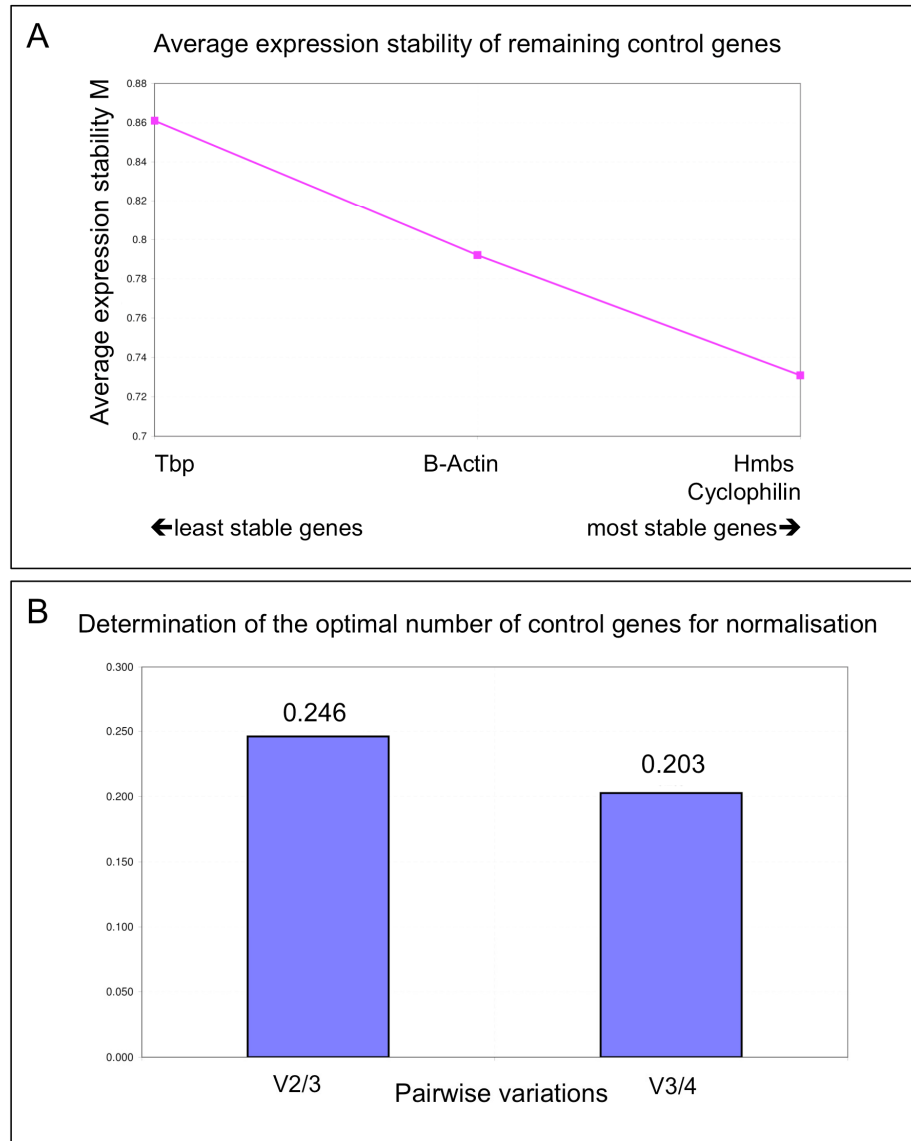 A
Average expression stability of remaining control genes
Average expression stability M
0.88
0.86
0.84
0.82
0.8
0.78
0.76
0.74
0.72
0.7
Tbp
B-Actin
Hmbs
Cyclophilin
←least stable genes
most stable genes→
B
Determination of the optimal number of control genes for normalisation
0.300
0.250
0.200
0.150
0.100
0.050
0.000
0.246
0.203
V2/3
Pairwise variations
V3/4